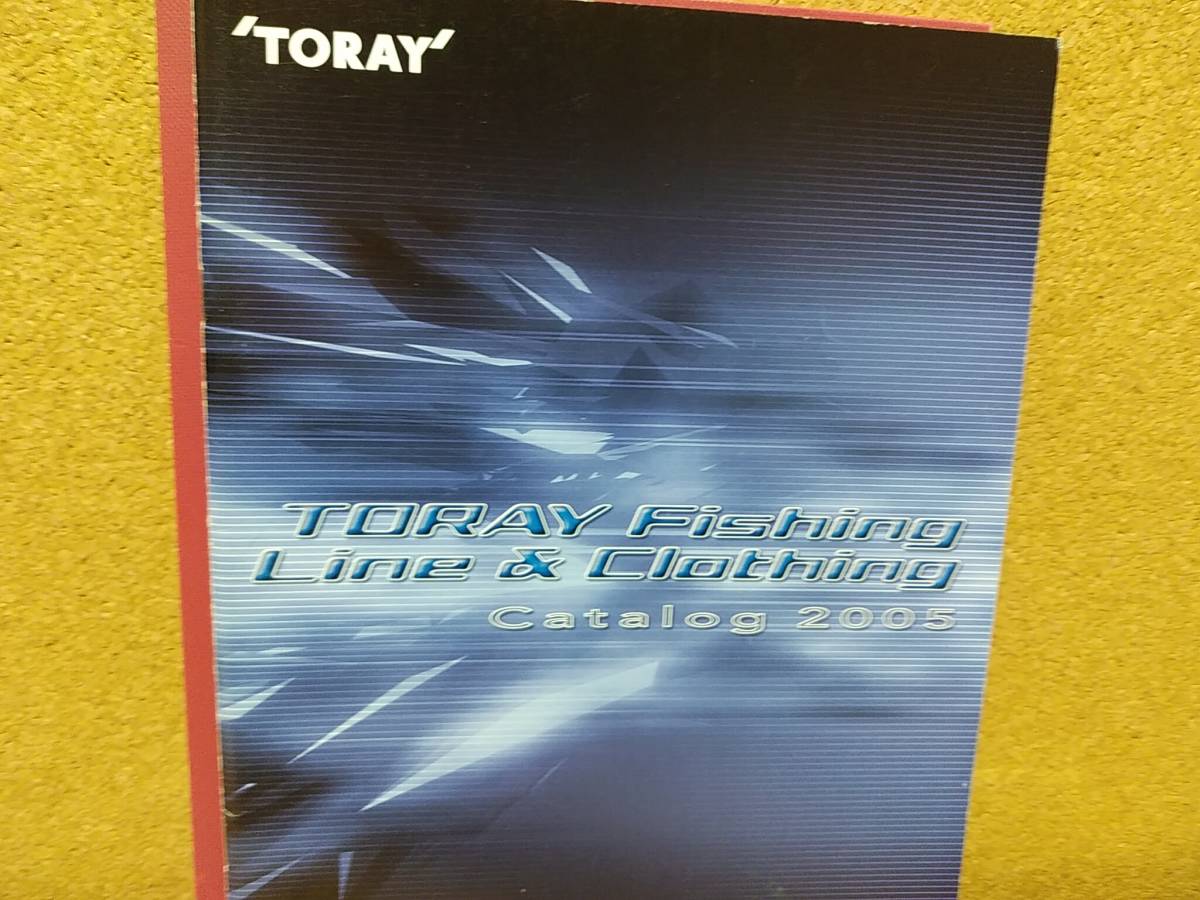 'TORAY'
TORAY Fishing
Line & Clothing
Catalog 2005